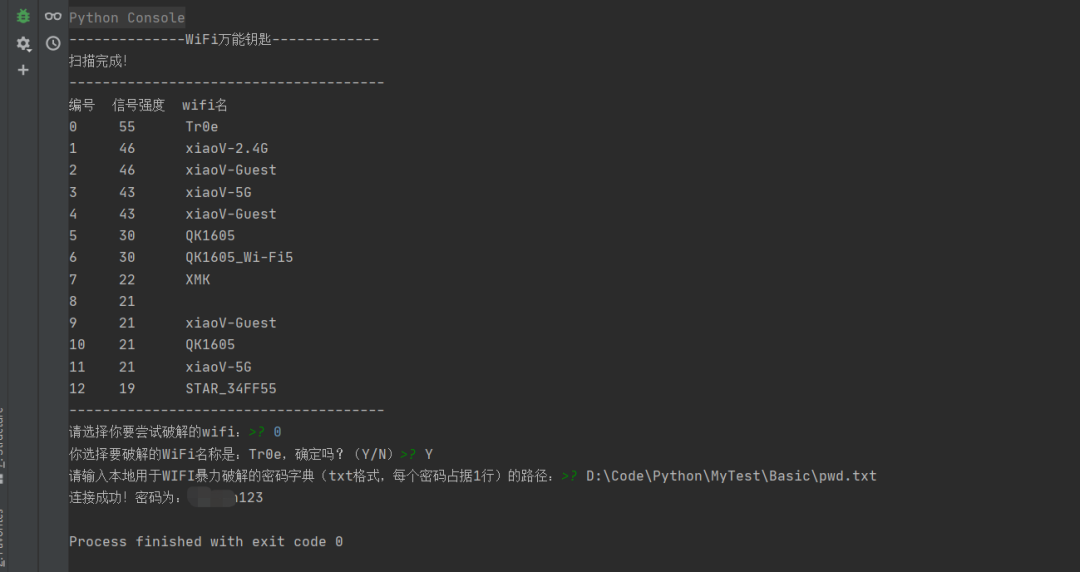 Python Console
--------------WiFi万能钥匙-------------
扫描完成!
--------------------------------------
编号 信号强度 wifi名
0 55 Tr0e
1 46 xiaoV-2.4G
2 46 xiaoV-Guest
3 43 xiaoV-5G
4 43 xiaoV-Guest
5 30 QK1605
6 30 QK1605_Wi-Fi5
7 22 XMK
8 21
9 21 xiaoV-Guest
10 21 QK1605
11 21 xiaoV-5G
12 19 STAR_34FF55
--------------------------------------
请选择你要尝试破解的wifi：>? 0
你选择要破解的WiFi名称是：Tr0e，确定吗？（Y/N）>? Y
请输入本地用于WIFI暴力破解的密码字典（txt格式，每个密码占据1行）的路径：>? D:\Code\Python\MyTest\Basic\pwd.txt
连接成功！密码为：123
Process finished with exit code 0